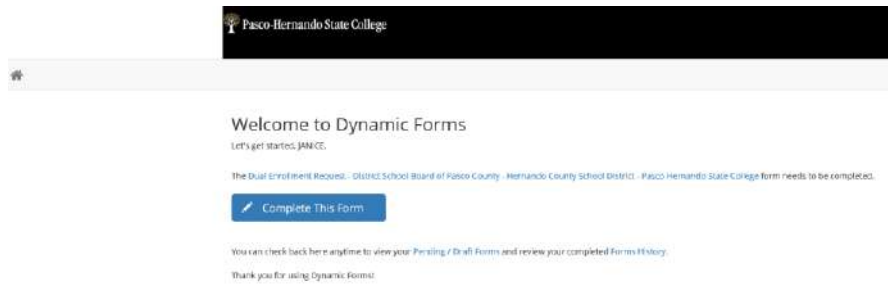 Pasco-Hernando State College
Welcome to Dynamic Forms
Let's get started, JANICE.
The Dual Enrollment Request - District School Board of Pasco County - Hernando County School District - Pasco Hernando State College form needs to be completed.
Complete This Form
You can check back here anytime to view your Pending / Draft Forms and review your completed Forms History.
Thank you for using Dynamic Forms!